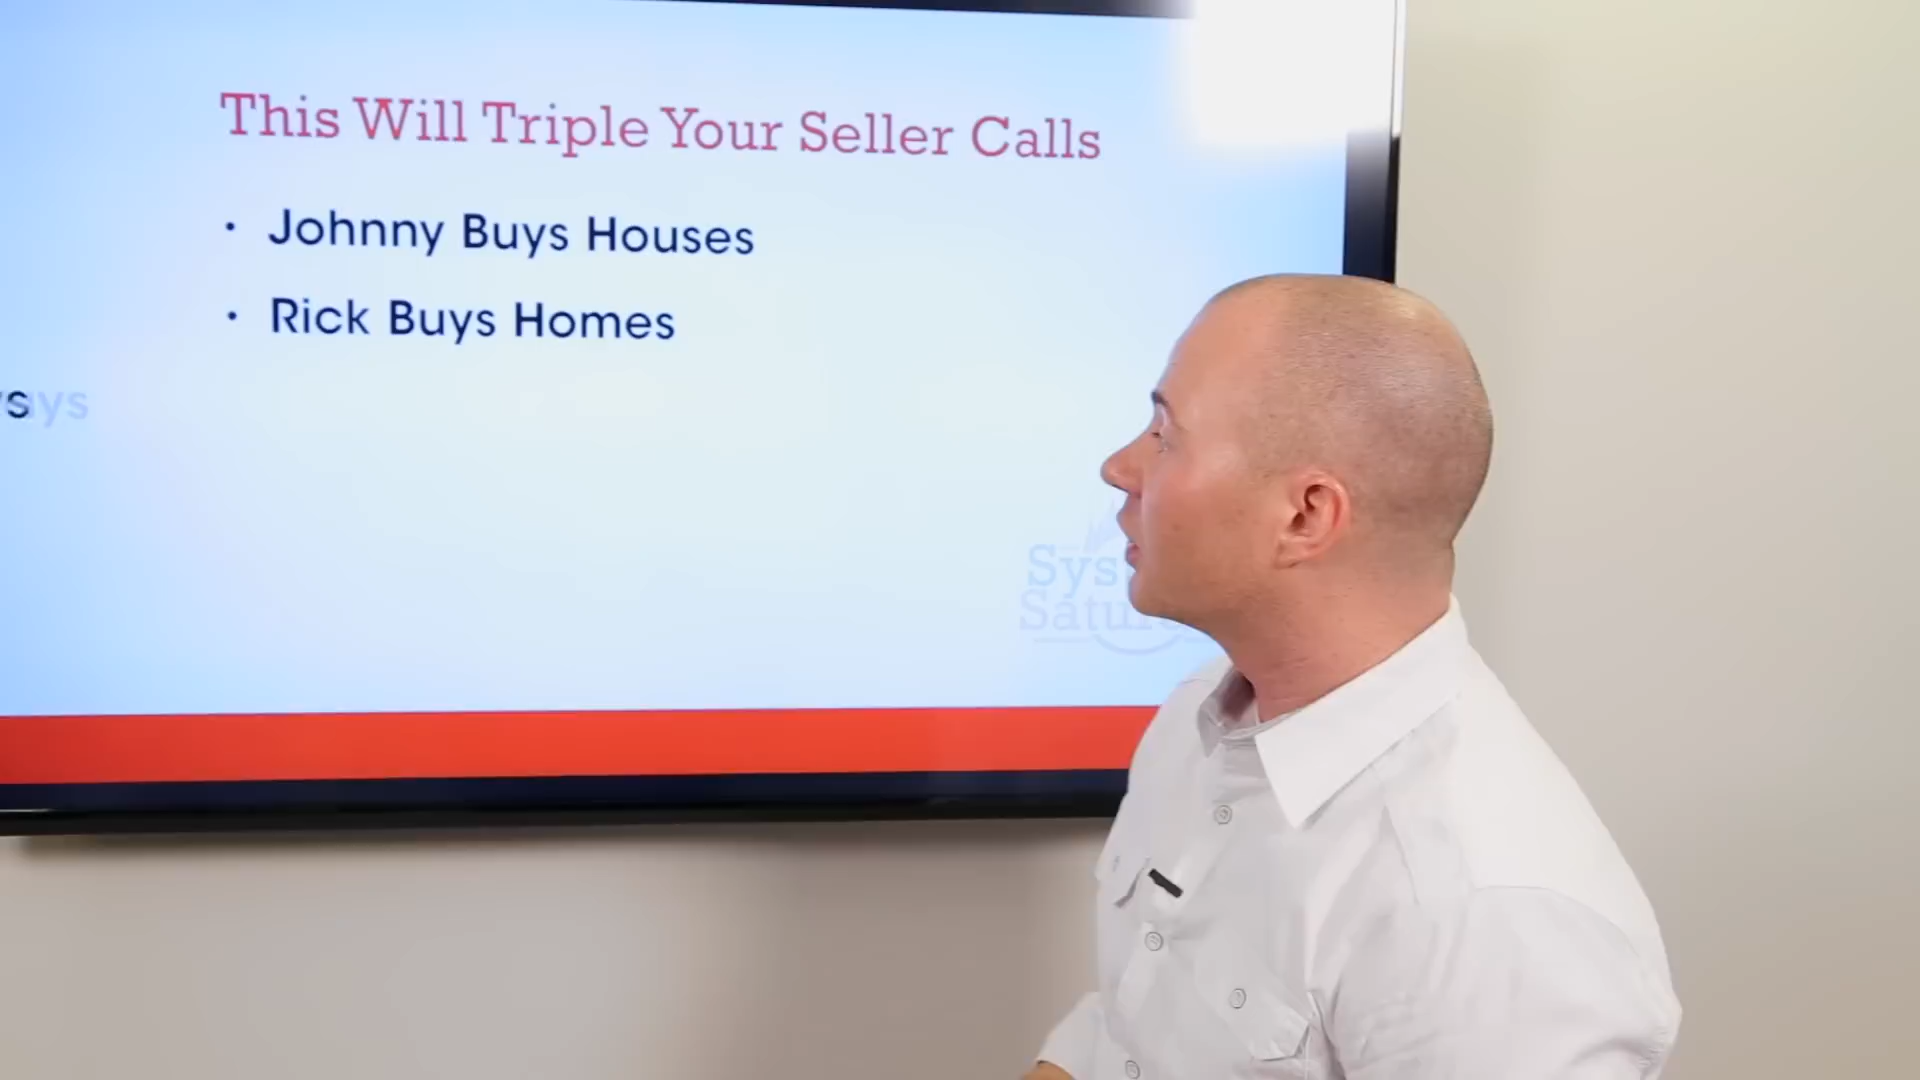 This Will Triple Your Seller Calls
• Johnny Buys Houses
• Rick Buys Homes